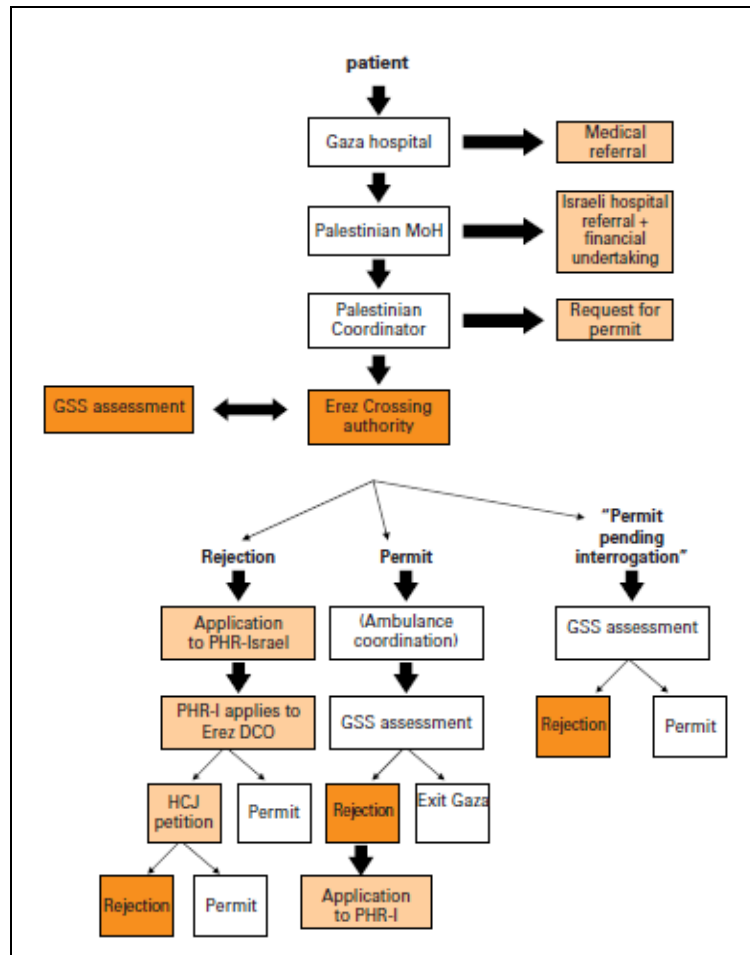 patient
Gaza hospital
Medical
referral
Palestinian MoH
Israeli hospital
referral +
financial
undertaking
Palestinian
Coordinator
Request for
permit
GSS assessment
Erez Crossing
authority
Rejection
Permit
"Permit
pending
interrogation"
Application
to PHR-Israel
(Ambulance
coordination)
GSS assessment
PHR-I applies to
Erez DCO
GSS assessment
Rejection
Permit
HCJ
petition
Permit
Rejection
Exit Gaza
Rejection
Permit
Application
to PHR-I